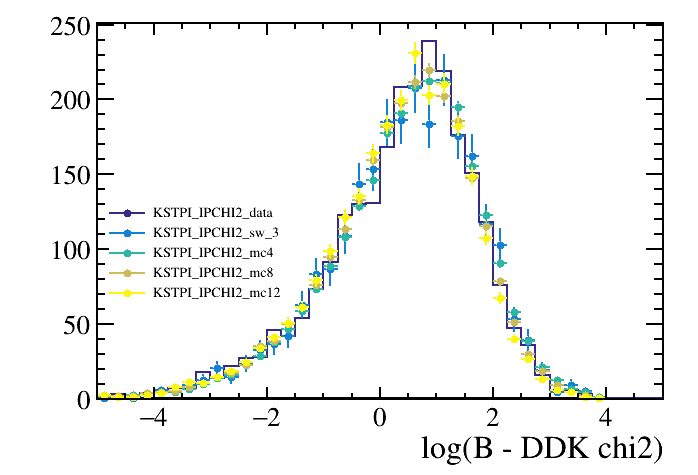 250
200
150
100
50
0
KSTPI_IPCHI2_data
KSTPI_IPCHI2_sw_3
KSTPI_IPCHI2_mc4
KSTPI_IPCHI2_mc8
KSTPI_IPCHI2_mc12
−4 −2 0 2 4
log(B - DDK chi2)